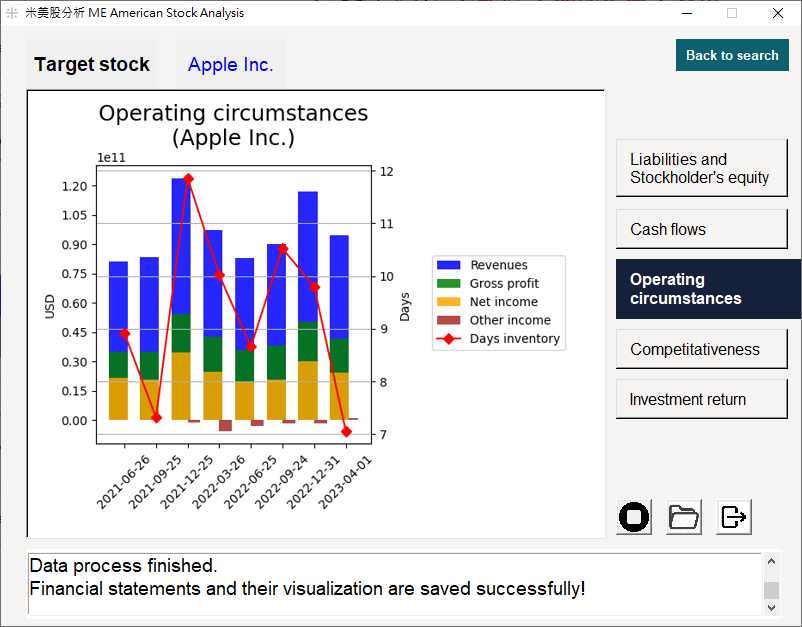 米美股分析 ME American Stock Analysis
Target stock
Apple Inc.
Back to search
Operating circumstances
(Apple Inc.)
1e11
1.20
1.05
0.90
0.75
0.60
0.45
0.30
0.15
0.00
USD
12
11
10
9
8
7
Days
2021-06-26
2021-09-25
2021-12-25
2022-03-26
2022-06-25
2022-09-24
2022-12-31
2023-04-01
Revenues
Gross profit
Net income
Other income
Days inventory
Liabilities and
Stockholder's equity
Cash flows
Operating
circumstances
Competitativeness
Investment return
Data process finished.
Financial statements and their visualization are saved successfully!